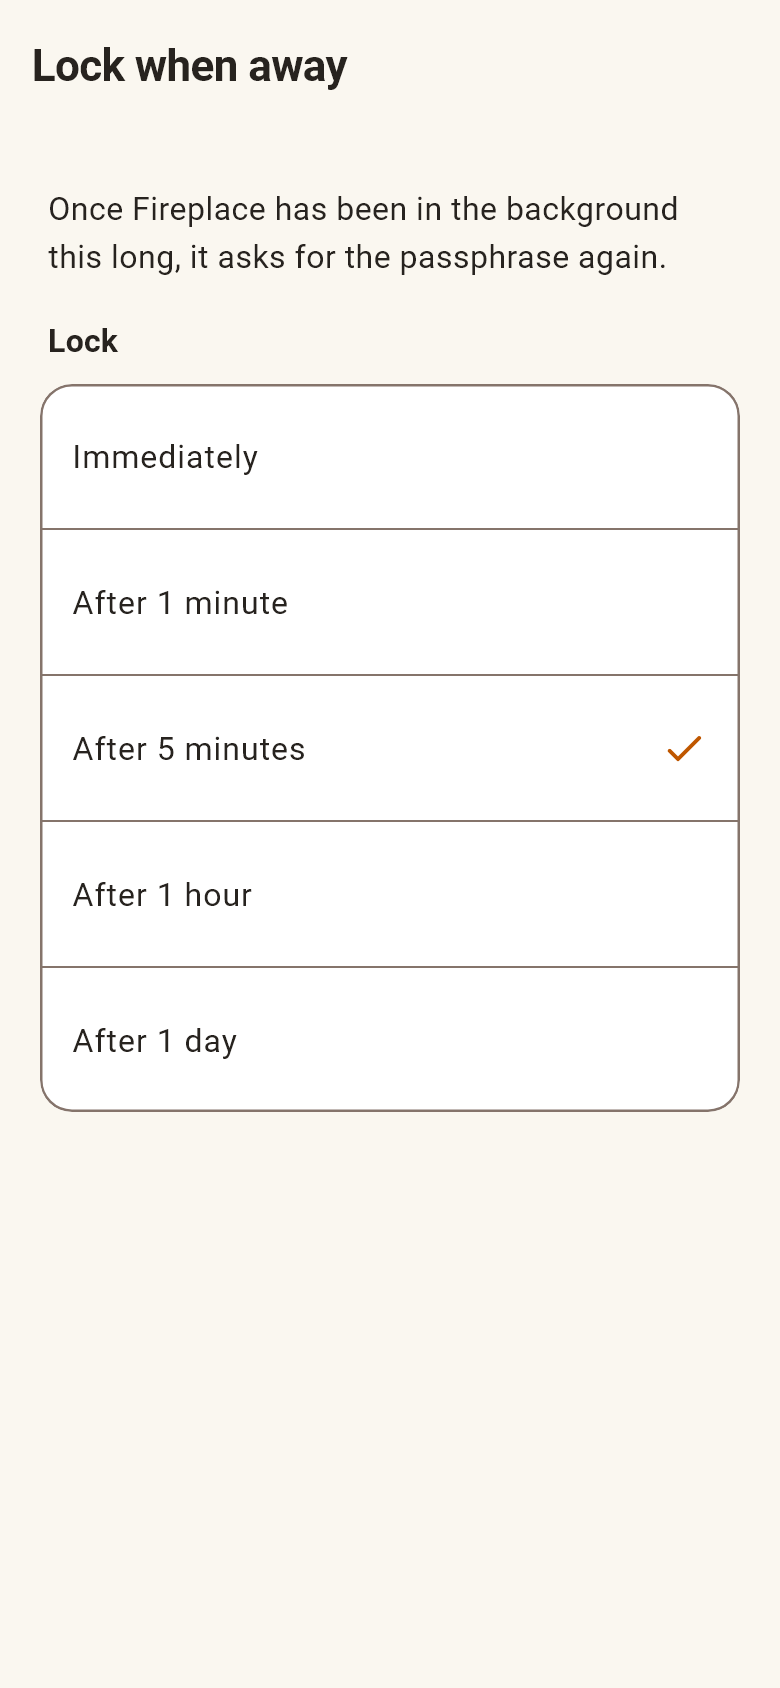 Lock when away
Once Fireplace has been in the background
this long, it asks for the passphrase again.
Lock
Immediately
After 1 minute
After 5 minutes
After 1 hour
After 1 day